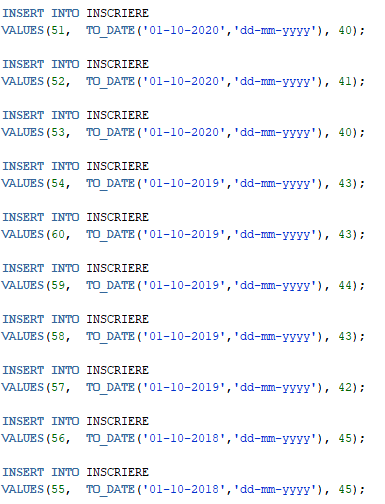 INSERT INTO INSCRIERE
VALUES(51,  TO_DATE('01-10-2020','dd-mm-yyyy'), 40);
INSERT INTO INSCRIERE
VALUES(52,  TO_DATE('01-10-2020','dd-mm-yyyy'), 41);
INSERT INTO INSCRIERE
VALUES(53,  TO_DATE('01-10-2020','dd-mm-yyyy'), 40);
INSERT INTO INSCRIERE
VALUES(54,  TO_DATE('01-10-2019','dd-mm-yyyy'), 43);
INSERT INTO INSCRIERE
VALUES(60,  TO_DATE('01-10-2019','dd-mm-yyyy'), 43);
INSERT INTO INSCRIERE
VALUES(59,  TO_DATE('01-10-2019','dd-mm-yyyy'), 44);
INSERT INTO INSCRIERE
VALUES(58,  TO_DATE('01-10-2019','dd-mm-yyyy'), 43);
INSERT INTO INSCRIERE
VALUES(57,  TO_DATE('01-10-2019','dd-mm-yyyy'), 42);
INSERT INTO INSCRIERE
VALUES(56,  TO_DATE('01-10-2018','dd-mm-yyyy'), 45);
INSERT INTO INSCRIERE
VALUES(55,  TO_DATE('01-10-2018','dd-mm-yyyy'), 45);